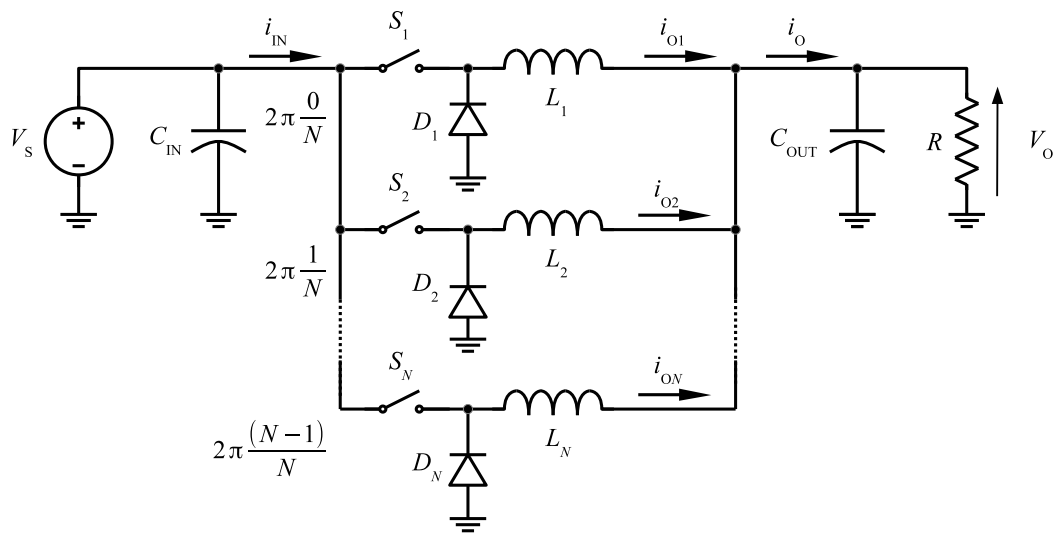 i_IN
S_1
i_O1
i_O
2π 0/N
V_S
+
−
C_IN
D_1
L_1
C_OUT
R
V_O
S_2
i_O2
2π 1/N
D_2
L_2
S_N
i_ON
2π (N−1)/N
D_N
L_N